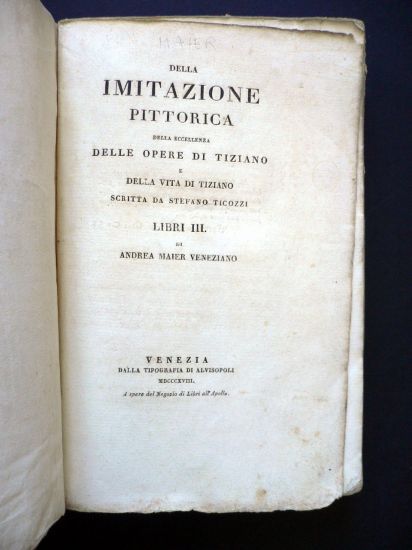 MAIER
DELLA
IMITAZIONE
PITTORICA
DELLA ECCELLENZA
DELLE OPERE DI TIZIANO
E
DELLA VITA DI TIZIANO
SCRITTA DA STEFANO TICOZZI
LIBRI III.
DI
ANDREA MAIER VENEZIANO
VENEZIA
DALLA TIPOGRAFIA DI ALVISOPOLI
MDCCCXVIII.
A spese del Negozio di Libri all'Apollo.